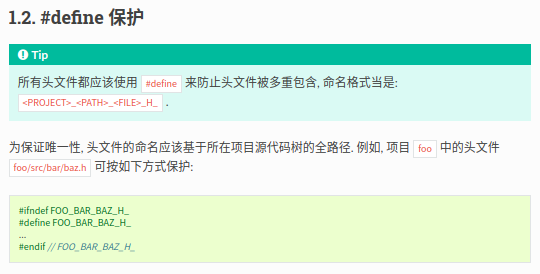 1.2. #define 保护
Tip
所有头文件都应该使用 #define 来防止头文件被多重包含, 命名格式当是:
<PROJECT>_<PATH>_<FILE>_H_ .
为保证唯一性, 头文件的命名应该基于所在项目源代码树的全路径. 例如, 项目 foo 中的头文件
foo/src/bar/baz.h 可按如下方式保护:
#ifndef FOO_BAR_BAZ_H_
#define FOO_BAR_BAZ_H_
...
#endif // FOO_BAR_BAZ_H_